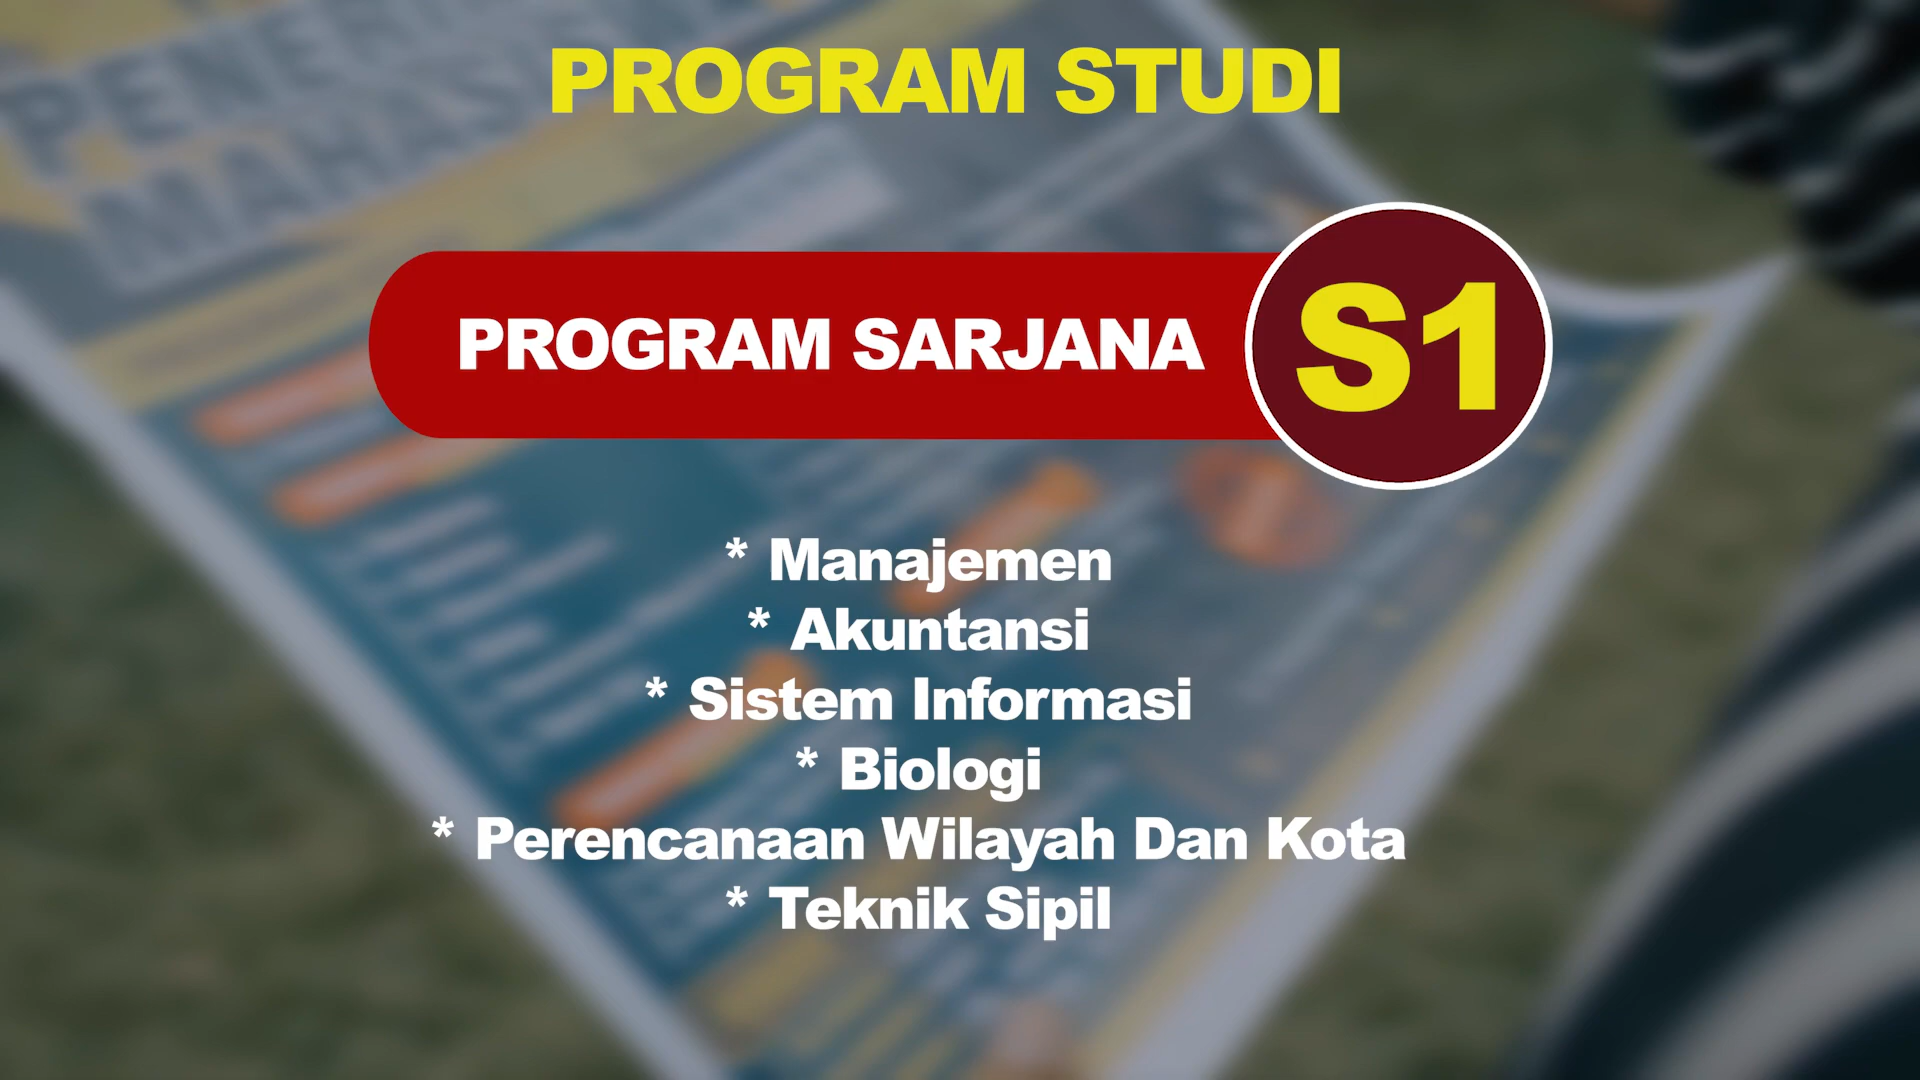 PROGRAM STUDI
PROGRAM SARJANA S1
* Manajemen
* Akuntansi
* Sistem Informasi
* Biologi
* Perencanaan Wilayah Dan Kota
* Teknik Sipil